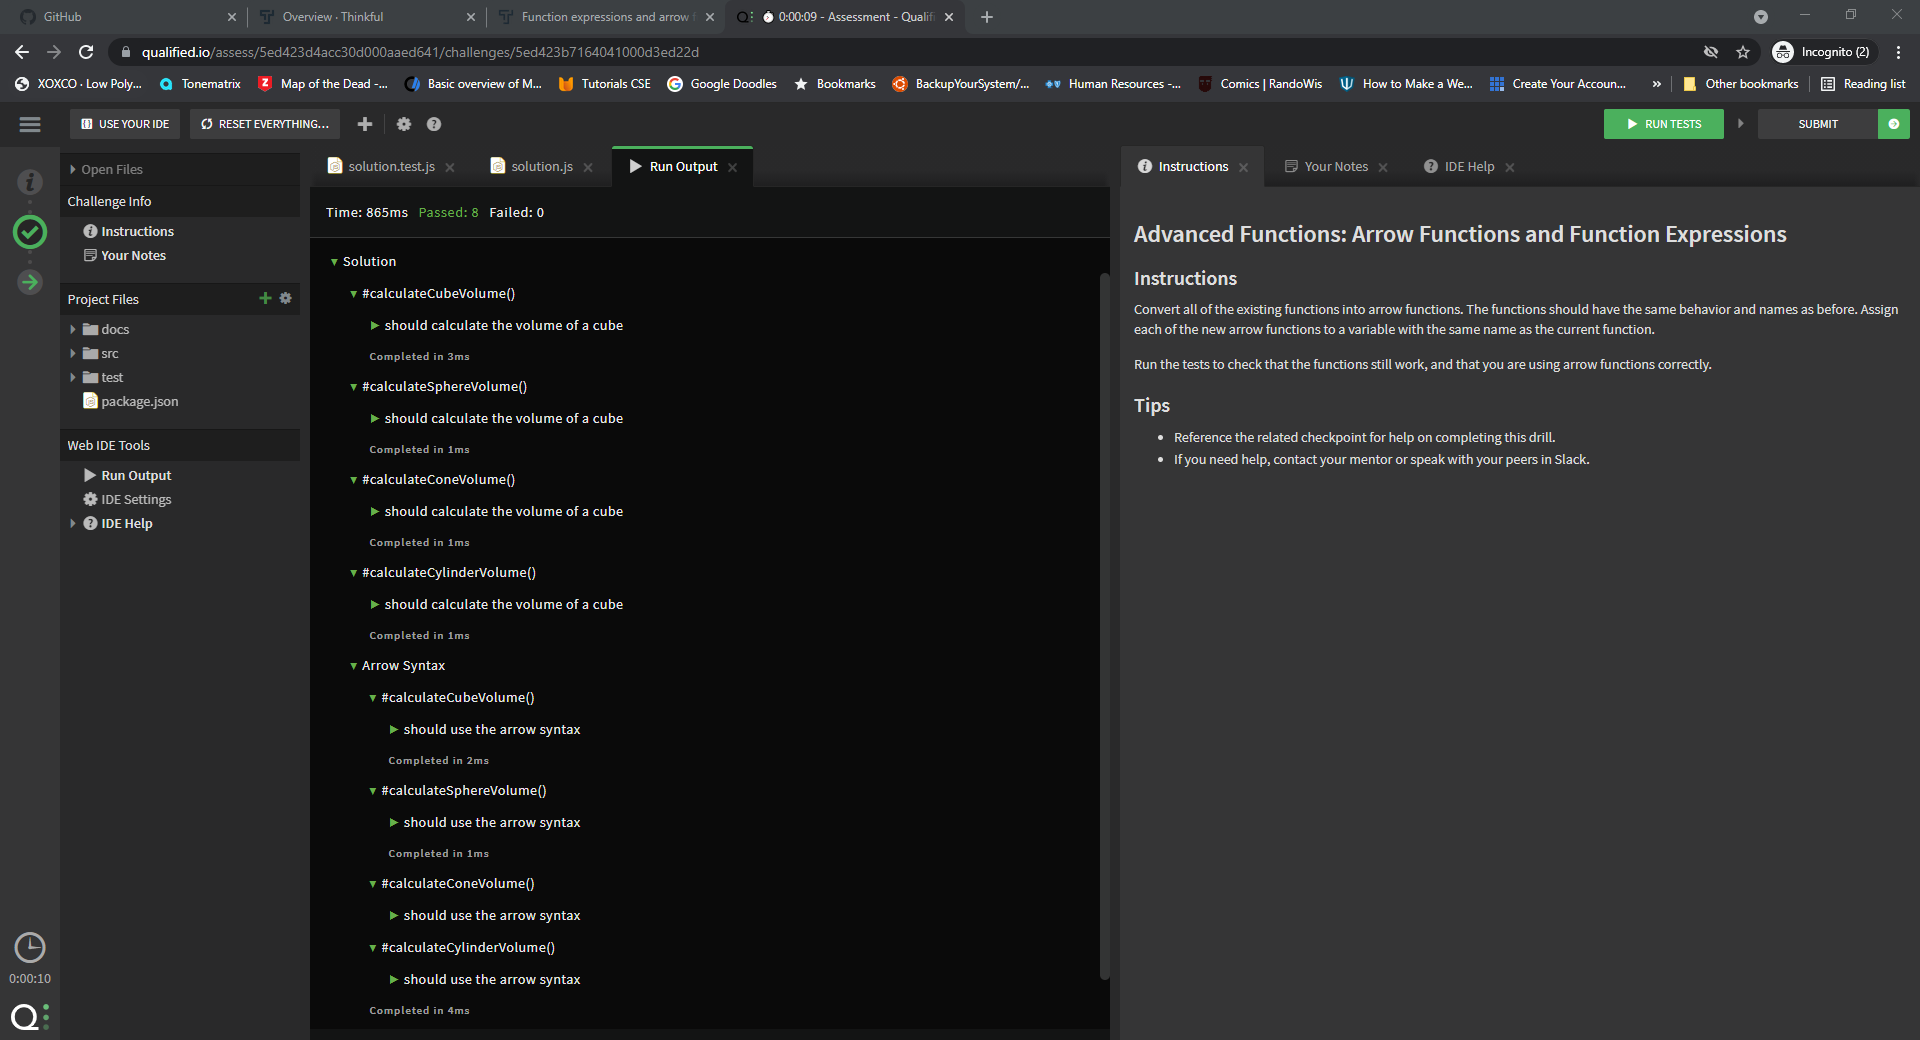 GitHub
Overview · Thinkful
Function expressions and arrow f
0:00:09 - Assessment - Qualifi
qualified.io/assess/5ed423d4acc30d000aaed641/challenges/5ed423b7164041000d3ed22d
Incognito (2)
XOXCO · Low Poly...
Tonematrix
Map of the Dead -...
Basic overview of M...
Tutorials CSE
Google Doodles
Bookmarks
BackupYourSystem/...
Human Resources -...
Comics | RandoWis
How to Make a We...
Create Your Accoun...
»
Other bookmarks
Reading list
USE YOUR IDE
RESET EVERYTHING...
RUN TESTS
SUBMIT
Open Files
Challenge Info
Instructions
Your Notes
Project Files
docs
src
test
package.json
Web IDE Tools
Run Output
IDE Settings
IDE Help
0:00:10
solution.test.js
solution.js
Run Output
Time: 865ms Passed: 8 Failed: 0
Solution
#calculateCubeVolume()
should calculate the volume of a cube
Completed in 3ms
#calculateSphereVolume()
should calculate the volume of a cube
Completed in 1ms
#calculateConeVolume()
should calculate the volume of a cube
Completed in 1ms
#calculateCylinderVolume()
should calculate the volume of a cube
Completed in 1ms
Arrow Syntax
#calculateCubeVolume()
should use the arrow syntax
Completed in 2ms
#calculateSphereVolume()
should use the arrow syntax
Completed in 1ms
#calculateConeVolume()
should use the arrow syntax
#calculateCylinderVolume()
should use the arrow syntax
Completed in 4ms
Instructions
Your Notes
IDE Help
Advanced Functions: Arrow Functions and Function Expressions
Instructions
Convert all of the existing functions into arrow functions. The functions should have the same behavior and names as before. Assign
each of the new arrow functions to a variable with the same name as the current function.
Run the tests to check that the functions still work, and that you are using arrow functions correctly.
Tips
• Reference the related checkpoint for help on completing this drill.
• If you need help, contact your mentor or speak with your peers in Slack.